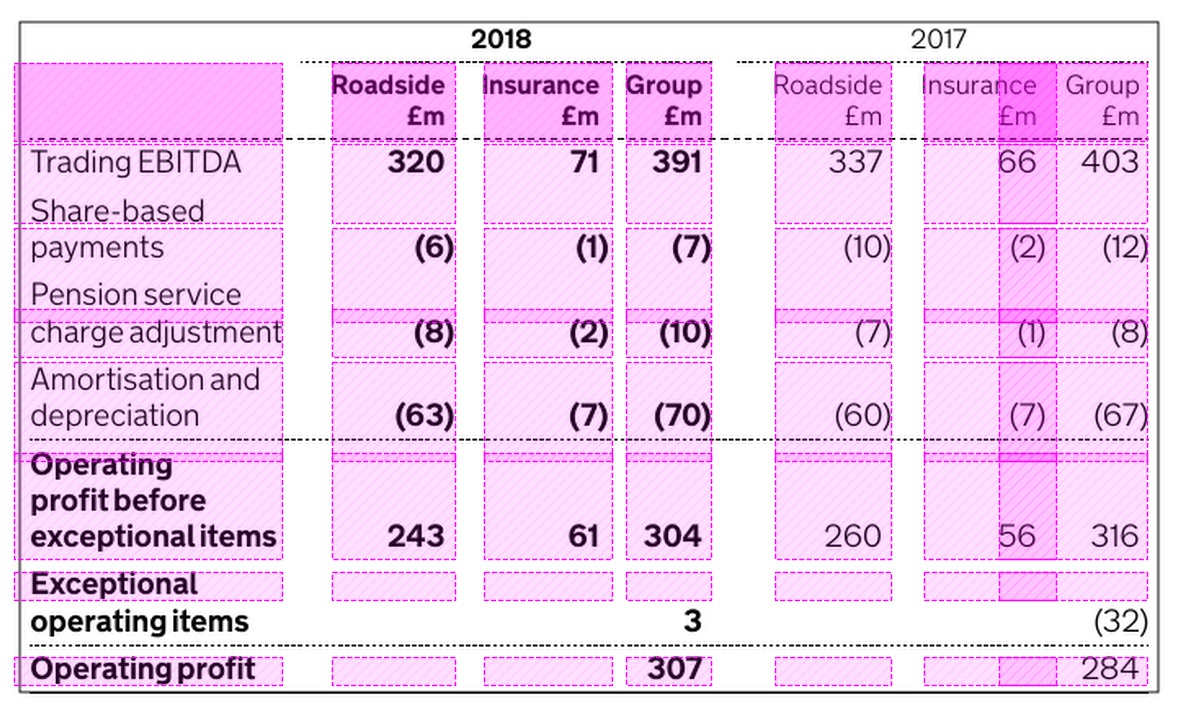 2018 2017
Roadside Insurance Group Roadside Insurance Group
£m £m £m £m £m £m
Trading EBITDA 320 71 391 337 66 403
Share-based
payments (6) (1) (7) (10) (2) (12)
Pension service
charge adjustment (8) (2) (10) (7) (1) (8)
Amortisation and
depreciation (63) (7) (70) (60) (7) (67)
Operating
profit before
exceptional items 243 61 304 260 56 316
Exceptional
operating items 3 (32)
Operating profit 307 284